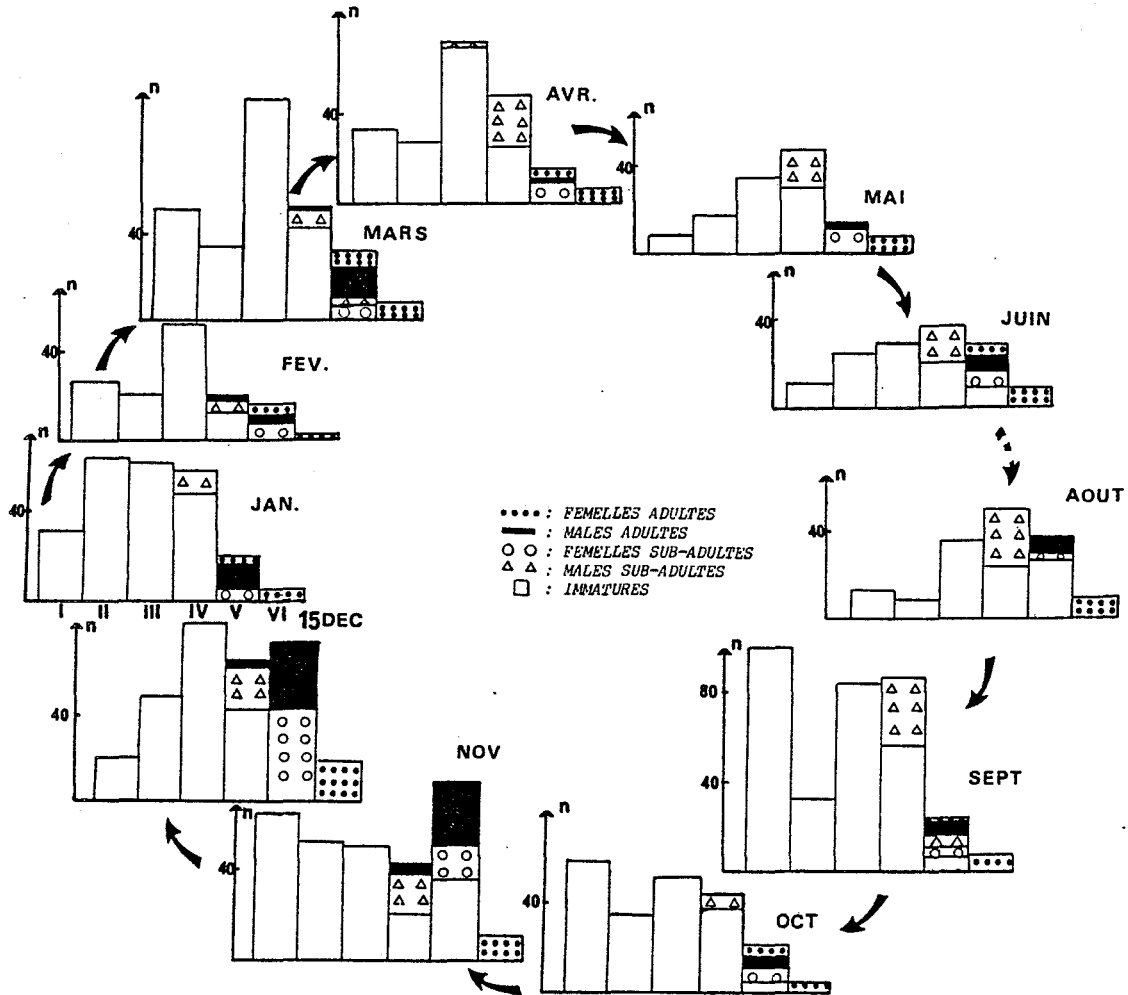 n
40
AVR.
n
40
MAI
n
40
MARS
n
40
JUIN
n
40
FEV.
n
40
JAN.
I II III IV V VI
n
40
AOUT
: FEMELLES ADULTES
: MALES ADULTES
: FEMELLES SUB-ADULTES
: MALES SUB-ADULTES
: IMMATURES
n
40
15DEC
n
80
40
SEPT
n
40
NOV
n
40
OCT